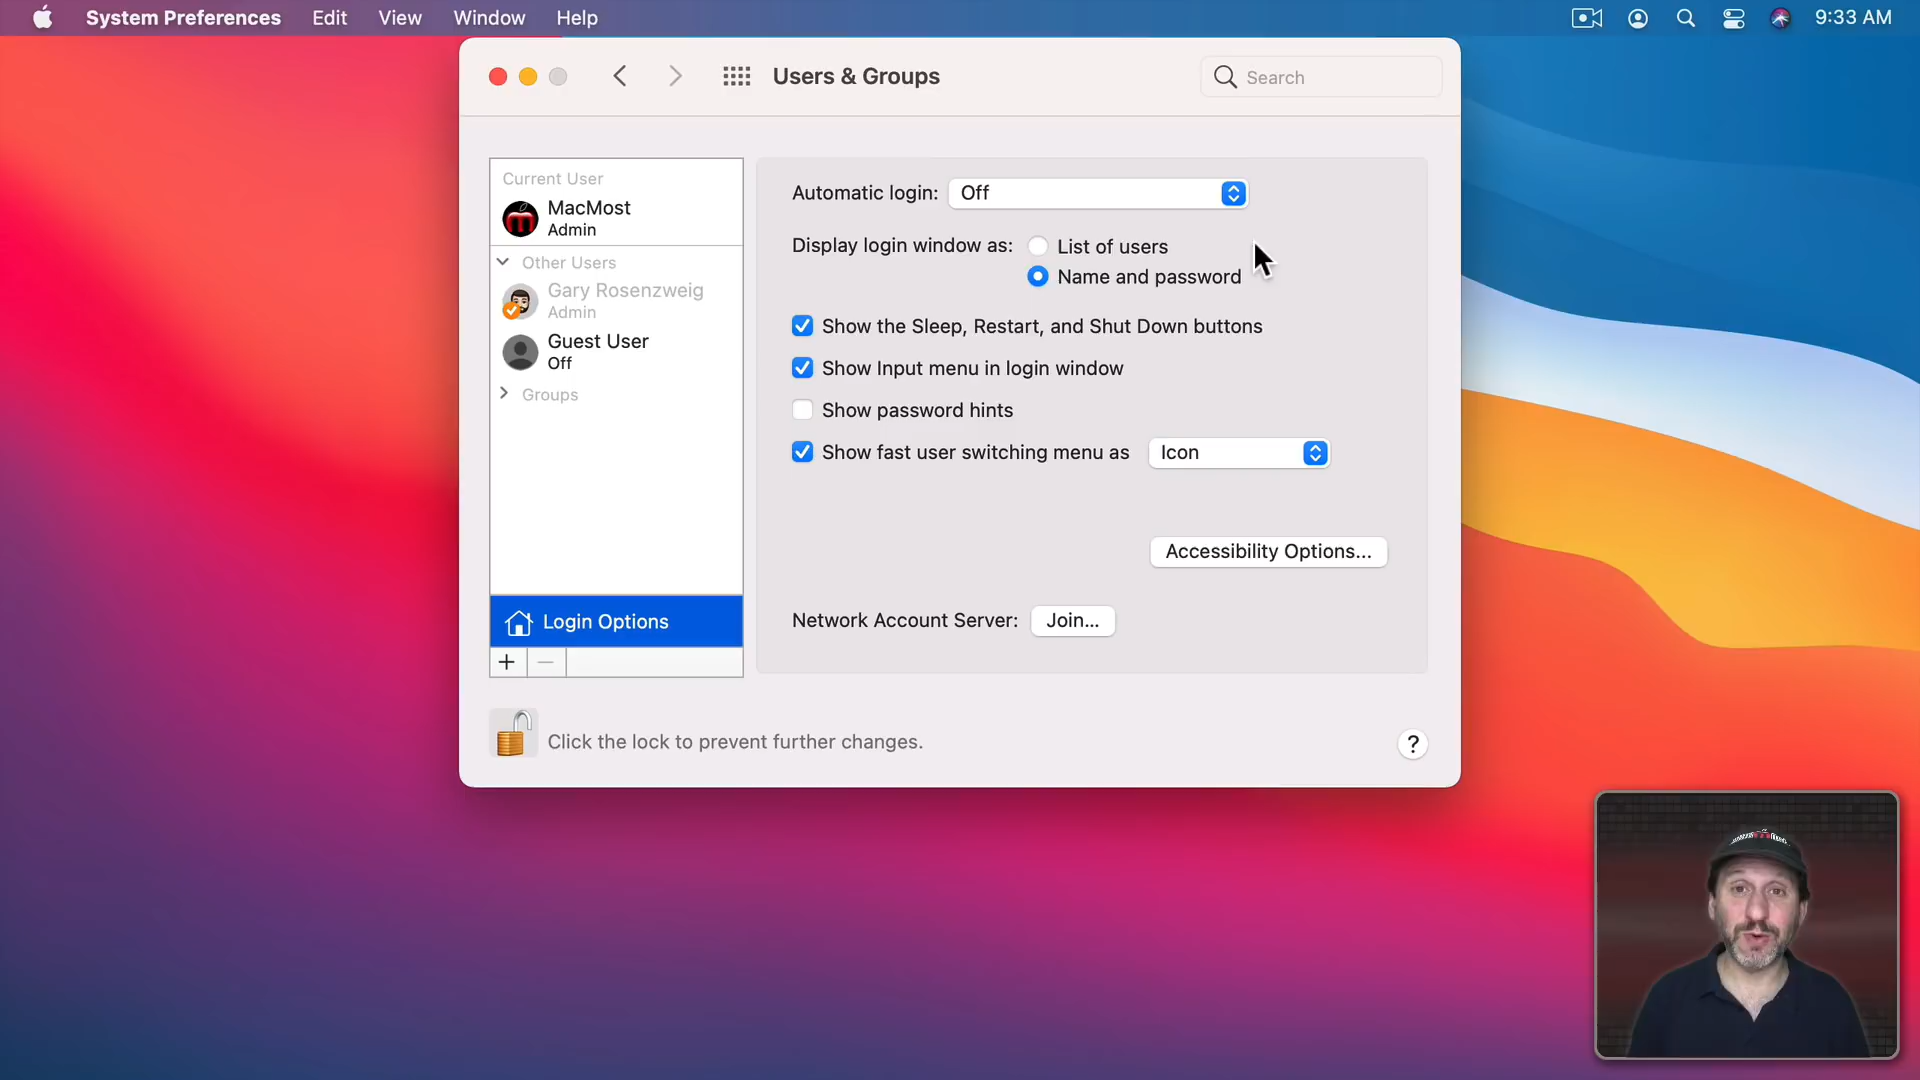 System Preferences Edit View Window Help 9:33 AM
Users & Groups
Search
Current User
MacMost
Admin
Other Users
Gary Rosenzweig
Admin
Guest User
Off
Groups
Login Options
Automatic login: Off
Display login window as: List of users
Name and password
Show the Sleep, Restart, and Shut Down buttons
Show Input menu in login window
Show password hints
Show fast user switching menu as Icon
Accessibility Options...
Network Account Server: Join...
Click the lock to prevent further changes.
?